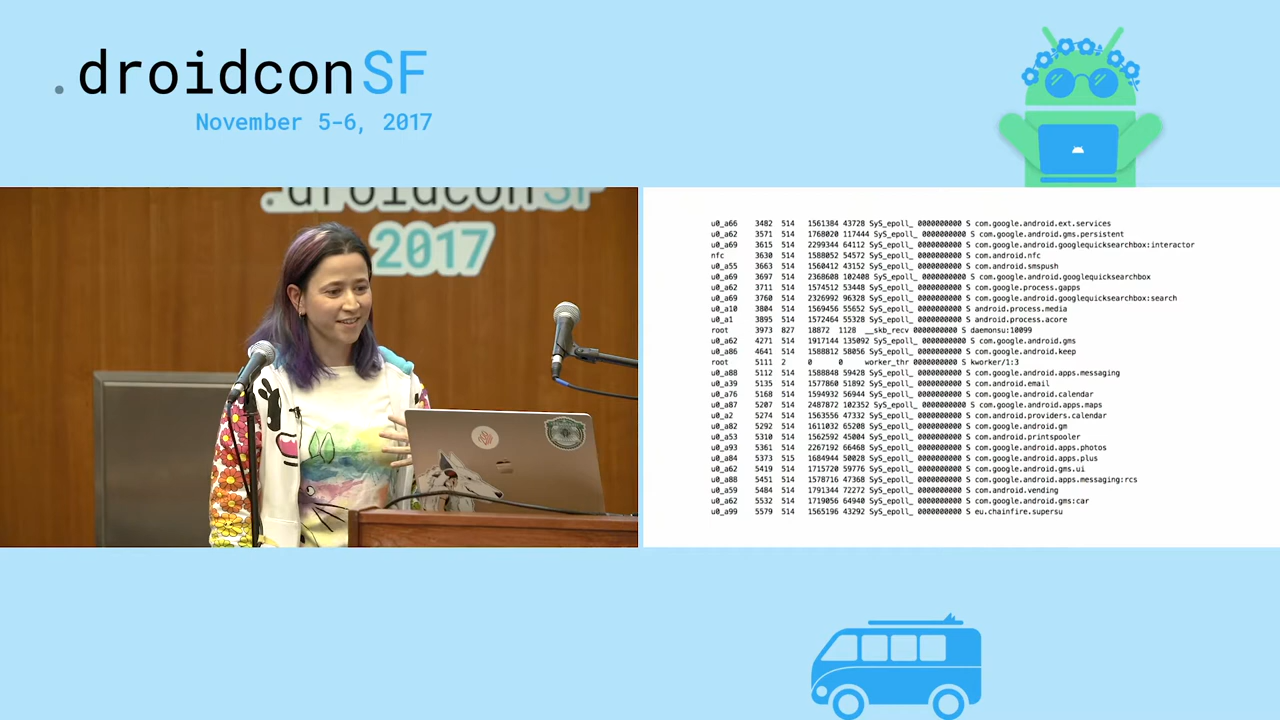 .droidconSF
November 5-6, 2017
.droidconSF
2017
u0_a66 3482 514 1561384 43728 SyS_epoll_ 0000000000 S com.google.android.ext.services
u0_a62 3571 514 1768020 117444 SyS_epoll_ 0000000000 S com.google.android.gms.persistent
u0_a69 3615 514 2299344 64112 SyS_epoll_ 0000000000 S com.google.android.googlequicksearchbox:interactor
nfc 3630 514 1588052 54572 SyS_epoll_ 0000000000 S com.android.nfc
u0_a55 3663 514 1560412 43152 SyS_epoll_ 0000000000 S com.android.smspush
u0_a69 3697 514 2368608 102408 SyS_epoll_ 0000000000 S com.google.android.googlequicksearchbox
u0_a62 3711 514 1574512 53448 SyS_epoll_ 0000000000 S com.google.process.gapps
u0_a69 3760 514 2326992 96328 SyS_epoll_ 0000000000 S com.google.android.googlequicksearchbox:search
u0_a10 3804 514 1569456 55652 SyS_epoll_ 0000000000 S android.process.media
u0_a1 3895 514 1572464 55328 SyS_epoll_ 0000000000 S android.process.acore
root 3973 827 18872 1128 __skb_recv 0000000000 S daemonsu:10099
u0_a62 4271 514 1917144 135092 SyS_epoll_ 0000000000 S com.google.android.gms
u0_a86 4641 514 1588812 58056 SyS_epoll_ 0000000000 S com.google.android.keep
root 5111 2 0 0 worker_thr 0000000000 S kworker/1:3
u0_a88 5112 514 1588848 59428 SyS_epoll_ 0000000000 S com.google.android.apps.messaging
u0_a39 5135 514 1577860 51892 SyS_epoll_ 0000000000 S com.android.email
u0_a76 5168 514 1594932 56944 SyS_epoll_ 0000000000 S com.google.android.calendar
u0_a87 5207 514 2487872 102352 SyS_epoll_ 0000000000 S com.google.android.apps.maps
u0_a2 5274 514 1563556 47332 SyS_epoll_ 0000000000 S com.android.providers.calendar
u0_a82 5292 514 1611032 65208 SyS_epoll_ 0000000000 S com.google.android.gm
u0_a53 5310 514 1562592 45004 SyS_epoll_ 0000000000 S com.android.printspooler
u0_a93 5361 514 2267192 66468 SyS_epoll_ 0000000000 S com.google.android.apps.photos
u0_a84 5373 515 1684944 50028 SyS_epoll_ 0000000000 S com.google.android.apps.plus
u0_a62 5419 514 1715720 59776 SyS_epoll_ 0000000000 S com.google.android.gms.ui
u0_a88 5451 514 1578716 47368 SyS_epoll_ 0000000000 S com.google.android.apps.messaging:rcs
u0_a59 5484 514 1791344 72272 SyS_epoll_ 0000000000 S com.android.vending
u0_a62 5532 514 1719056 64940 SyS_epoll_ 0000000000 S com.google.android.gms:car
u0_a99 5579 514 1565196 43292 SyS_epoll_ 0000000000 S eu.chainfire.supersu